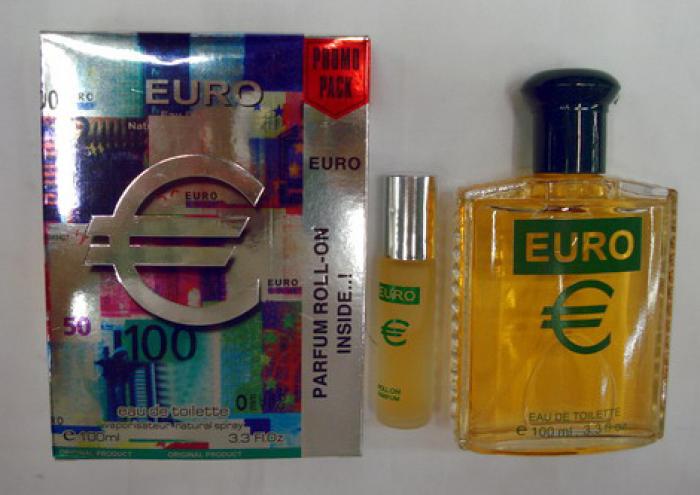 PROMO
PACK
EURO
EURO
€
EURO
EURO
50
100
PARFUM ROLL-ON
INSIDE..!
eau de toilette
vaporisateur natural spray
e 100ml 3.3 Fl.Oz
ORIGINAL PRODUCT ORIGINAL PRODUCT
EURO
€
ROLL ON
PARFUM
EURO
€
EAU DE TOILETTE
e 100 ml 3.3 fl.oz